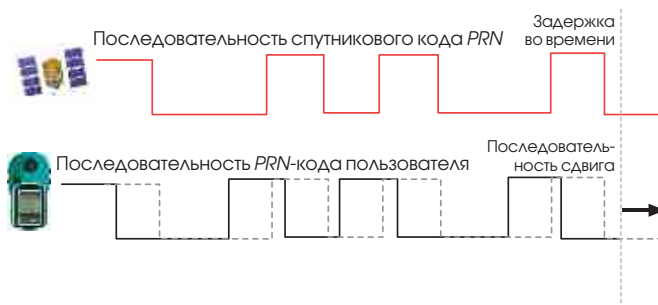 Последовательность спутникового кода PRN
Задержка
во времени
Последовательность PRN-кода пользователя
Последователь-
ность сдвига